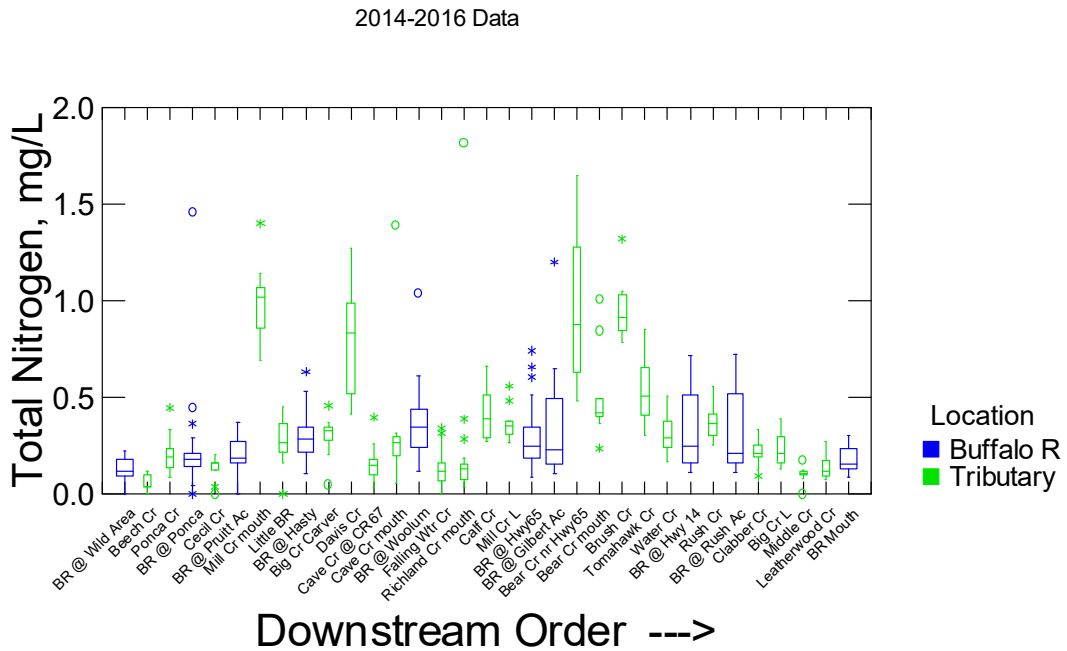 2014-2016 Data
Total Nitrogen, mg/L
2.0
1.5
1.0
0.5
0.0
BR @ Wild Area
Beech Cr
Ponca Cr
BR @ Ponca
Cecil Cr
BR @ Pruitt Ac
Mill Cr mouth
Little BR
BR @ Hasty
Big Cr Carver
Davis Cr
Cave Cr @ CR 67
Cave Cr mouth
BR @ Woolum
Falling Wtr Cr
Richland Cr mouth
Calf Cr
Mill Cr L
BR @ Hwy65
BR @ Gilbert Ac
Bear Cr nr Hwy65
Bear Cr mouth
Brush Cr
Tomahawk Cr
Water Cr
BR @ Hwy 14
Rush Cr
BR @ Rush Ac
Clabber Cr
Big Cr L
Middle Cr
Leatherwood Cr
BR Mouth
Downstream Order --->
Location
Buffalo R
Tributary